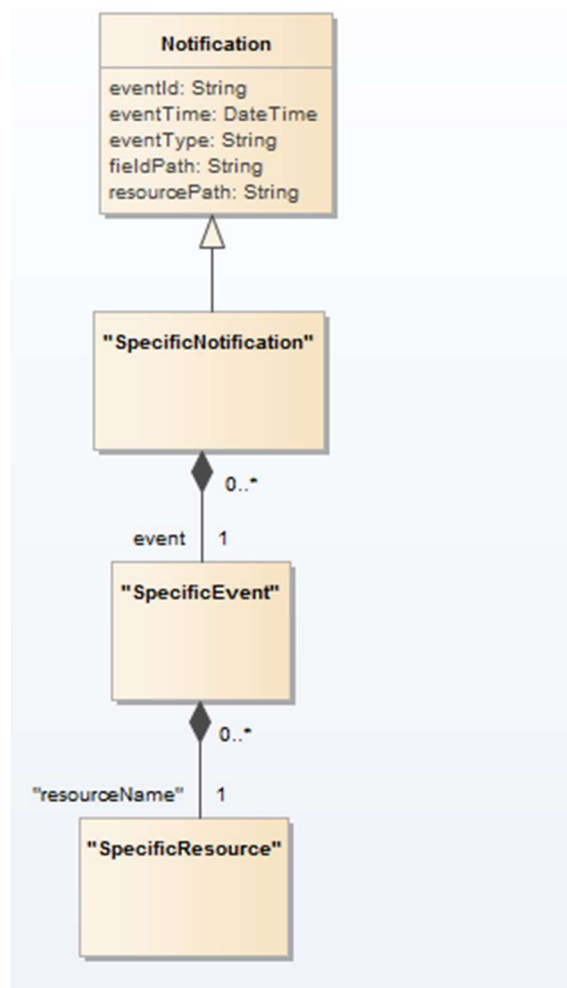 Notification
eventId: String
eventTime: DateTime
eventType: String
fieldPath: String
resourcePath: String
"SpecificNotification"
0..*
event 1
"SpecificEvent"
0..*
"resourceName" 1
"SpecificResource"